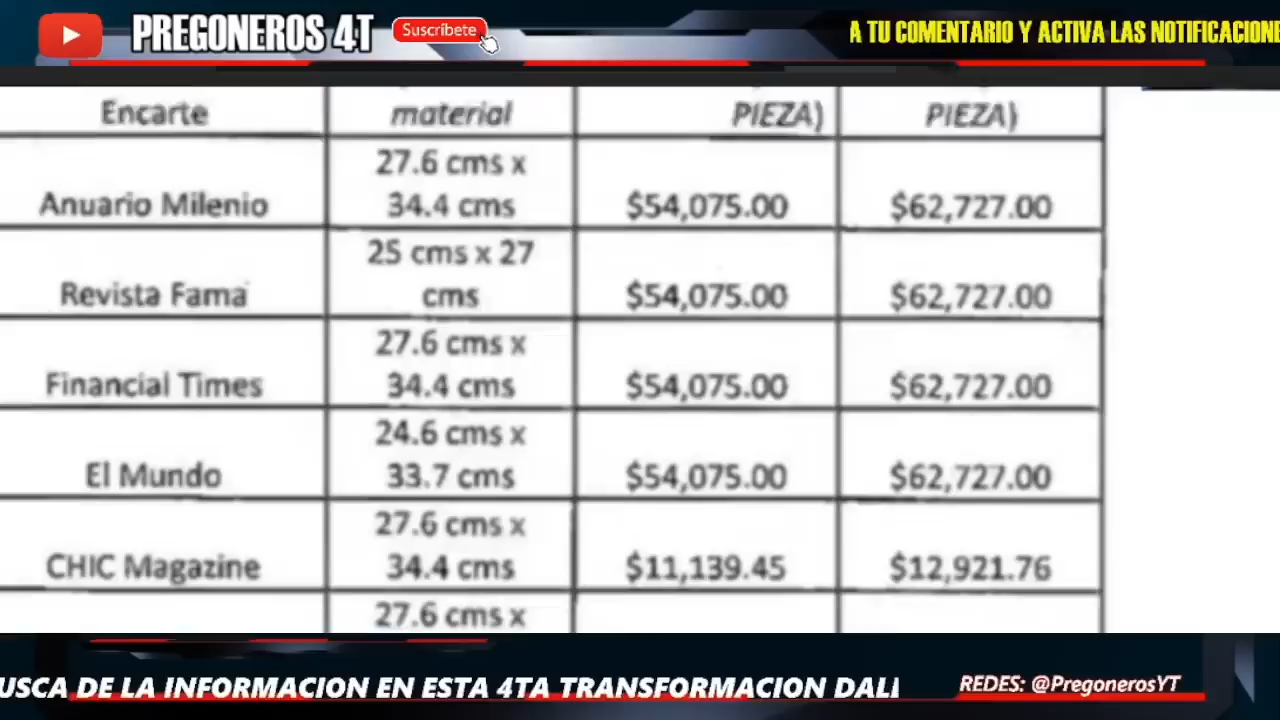 PREGONEROS 4T
Suscríbete
A TU COMENTARIO Y ACTIVA LAS NOTIFICACIONE
Encarte material PIEZA) PIEZA)
27.6 cms x
Anuario Milenio 34.4 cms $54,075.00 $62,727.00
25 cms x 27
Revista Fama cms $54,075.00 $62,727.00
27.6 cms x
Financial Times 34.4 cms $54,075.00 $62,727.00
24.6 cms x
El Mundo 33.7 cms $54,075.00 $62,727.00
27.6 cms x
CHIC Magazine 34.4 cms $11,139.45 $12,921.76
27.6 cms x
USCA DE LA INFORMACION EN ESTA 4TA TRANSFORMACION DALE
REDES: @PregonerosYT